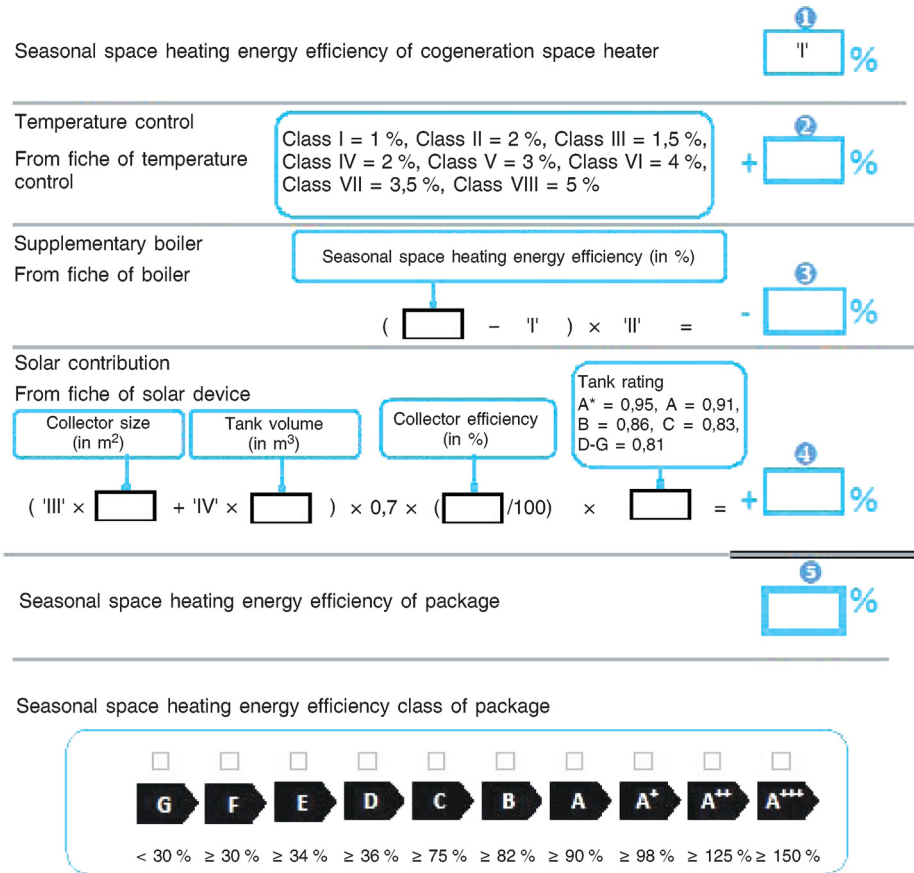 ❶
Seasonal space heating energy efficiency of cogeneration space heater 'I' %
Temperature control
From fiche of temperature
control
Class I = 1 %, Class II = 2 %, Class III = 1,5 %,
Class IV = 2 %, Class V = 3 %, Class VI = 4 %,
Class VII = 3,5 %, Class VIII = 5 %
❷
+ %
Supplementary boiler
From fiche of boiler
Seasonal space heating energy efficiency (in %)
❸
( – 'I' ) × 'II' = - %
Solar contribution
From fiche of solar device
Collector size
(in m²)
Tank volume
(in m³)
Collector efficiency
(in %)
Tank rating
A* = 0,95, A = 0,91,
B = 0,86, C = 0,83,
D-G = 0,81
❹
( 'III' × + 'IV' × ) × 0,7 × ( /100) × = + %
❺
Seasonal space heating energy efficiency of package %
Seasonal space heating energy efficiency class of package
G F E D C B A A⁺ A⁺⁺ A⁺⁺⁺
< 30 % ≥ 30 % ≥ 34 % ≥ 36 % ≥ 75 % ≥ 82 % ≥ 90 % ≥ 98 % ≥ 125 % ≥ 150 %